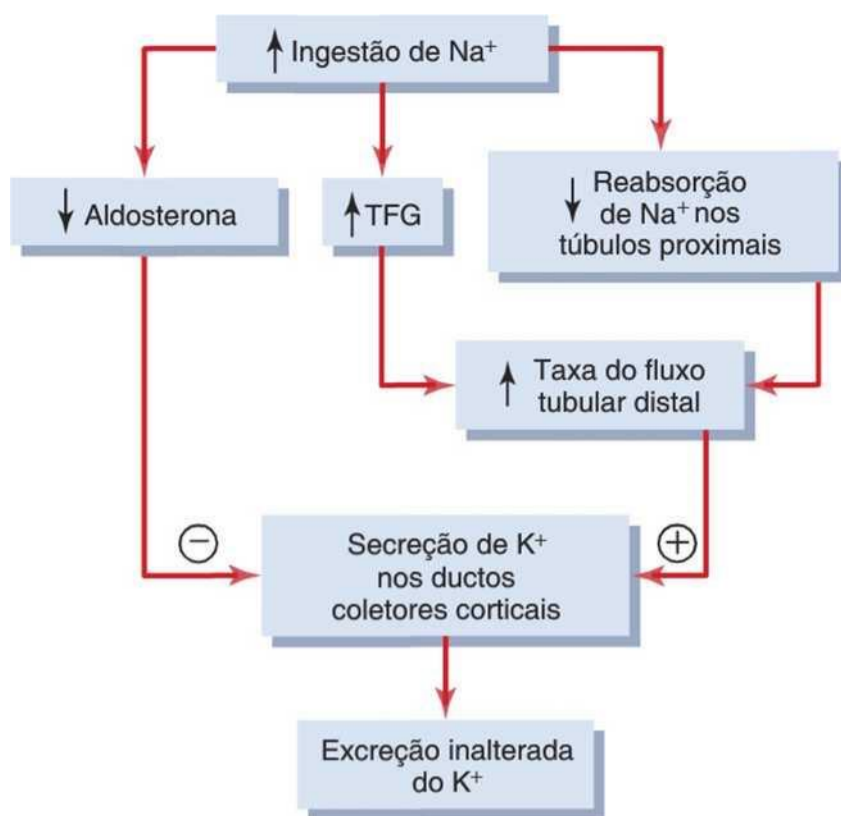 ↑ Ingestão de Na⁺
↓ Aldosterona
↑ TFG
↓ Reabsorção
de Na⁺ nos
túbulos proximais
↑ Taxa do fluxo
tubular distal
−
+
Secreção de K⁺
nos ductos
coletores corticais
Excreção inalterada
do K⁺